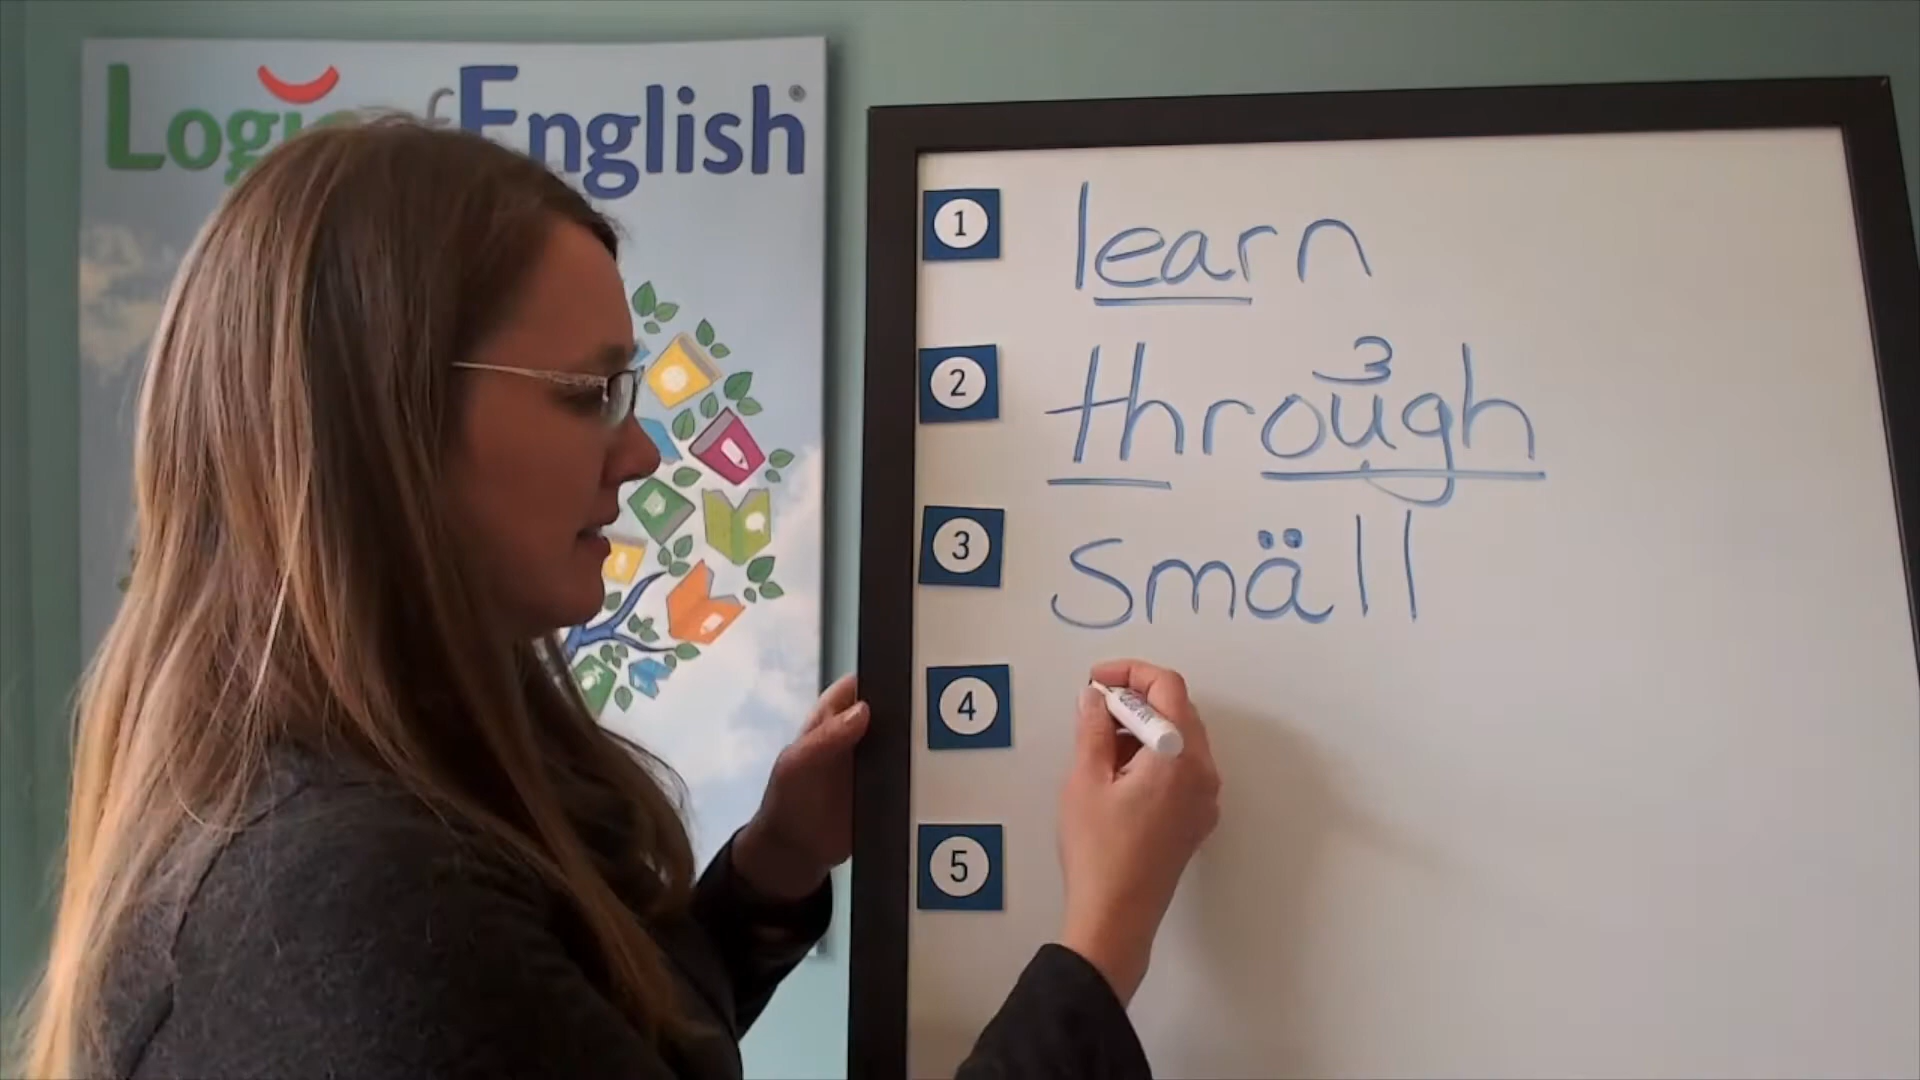 Logic of English®
1 learn
3
2 through
3 smäll
4
5